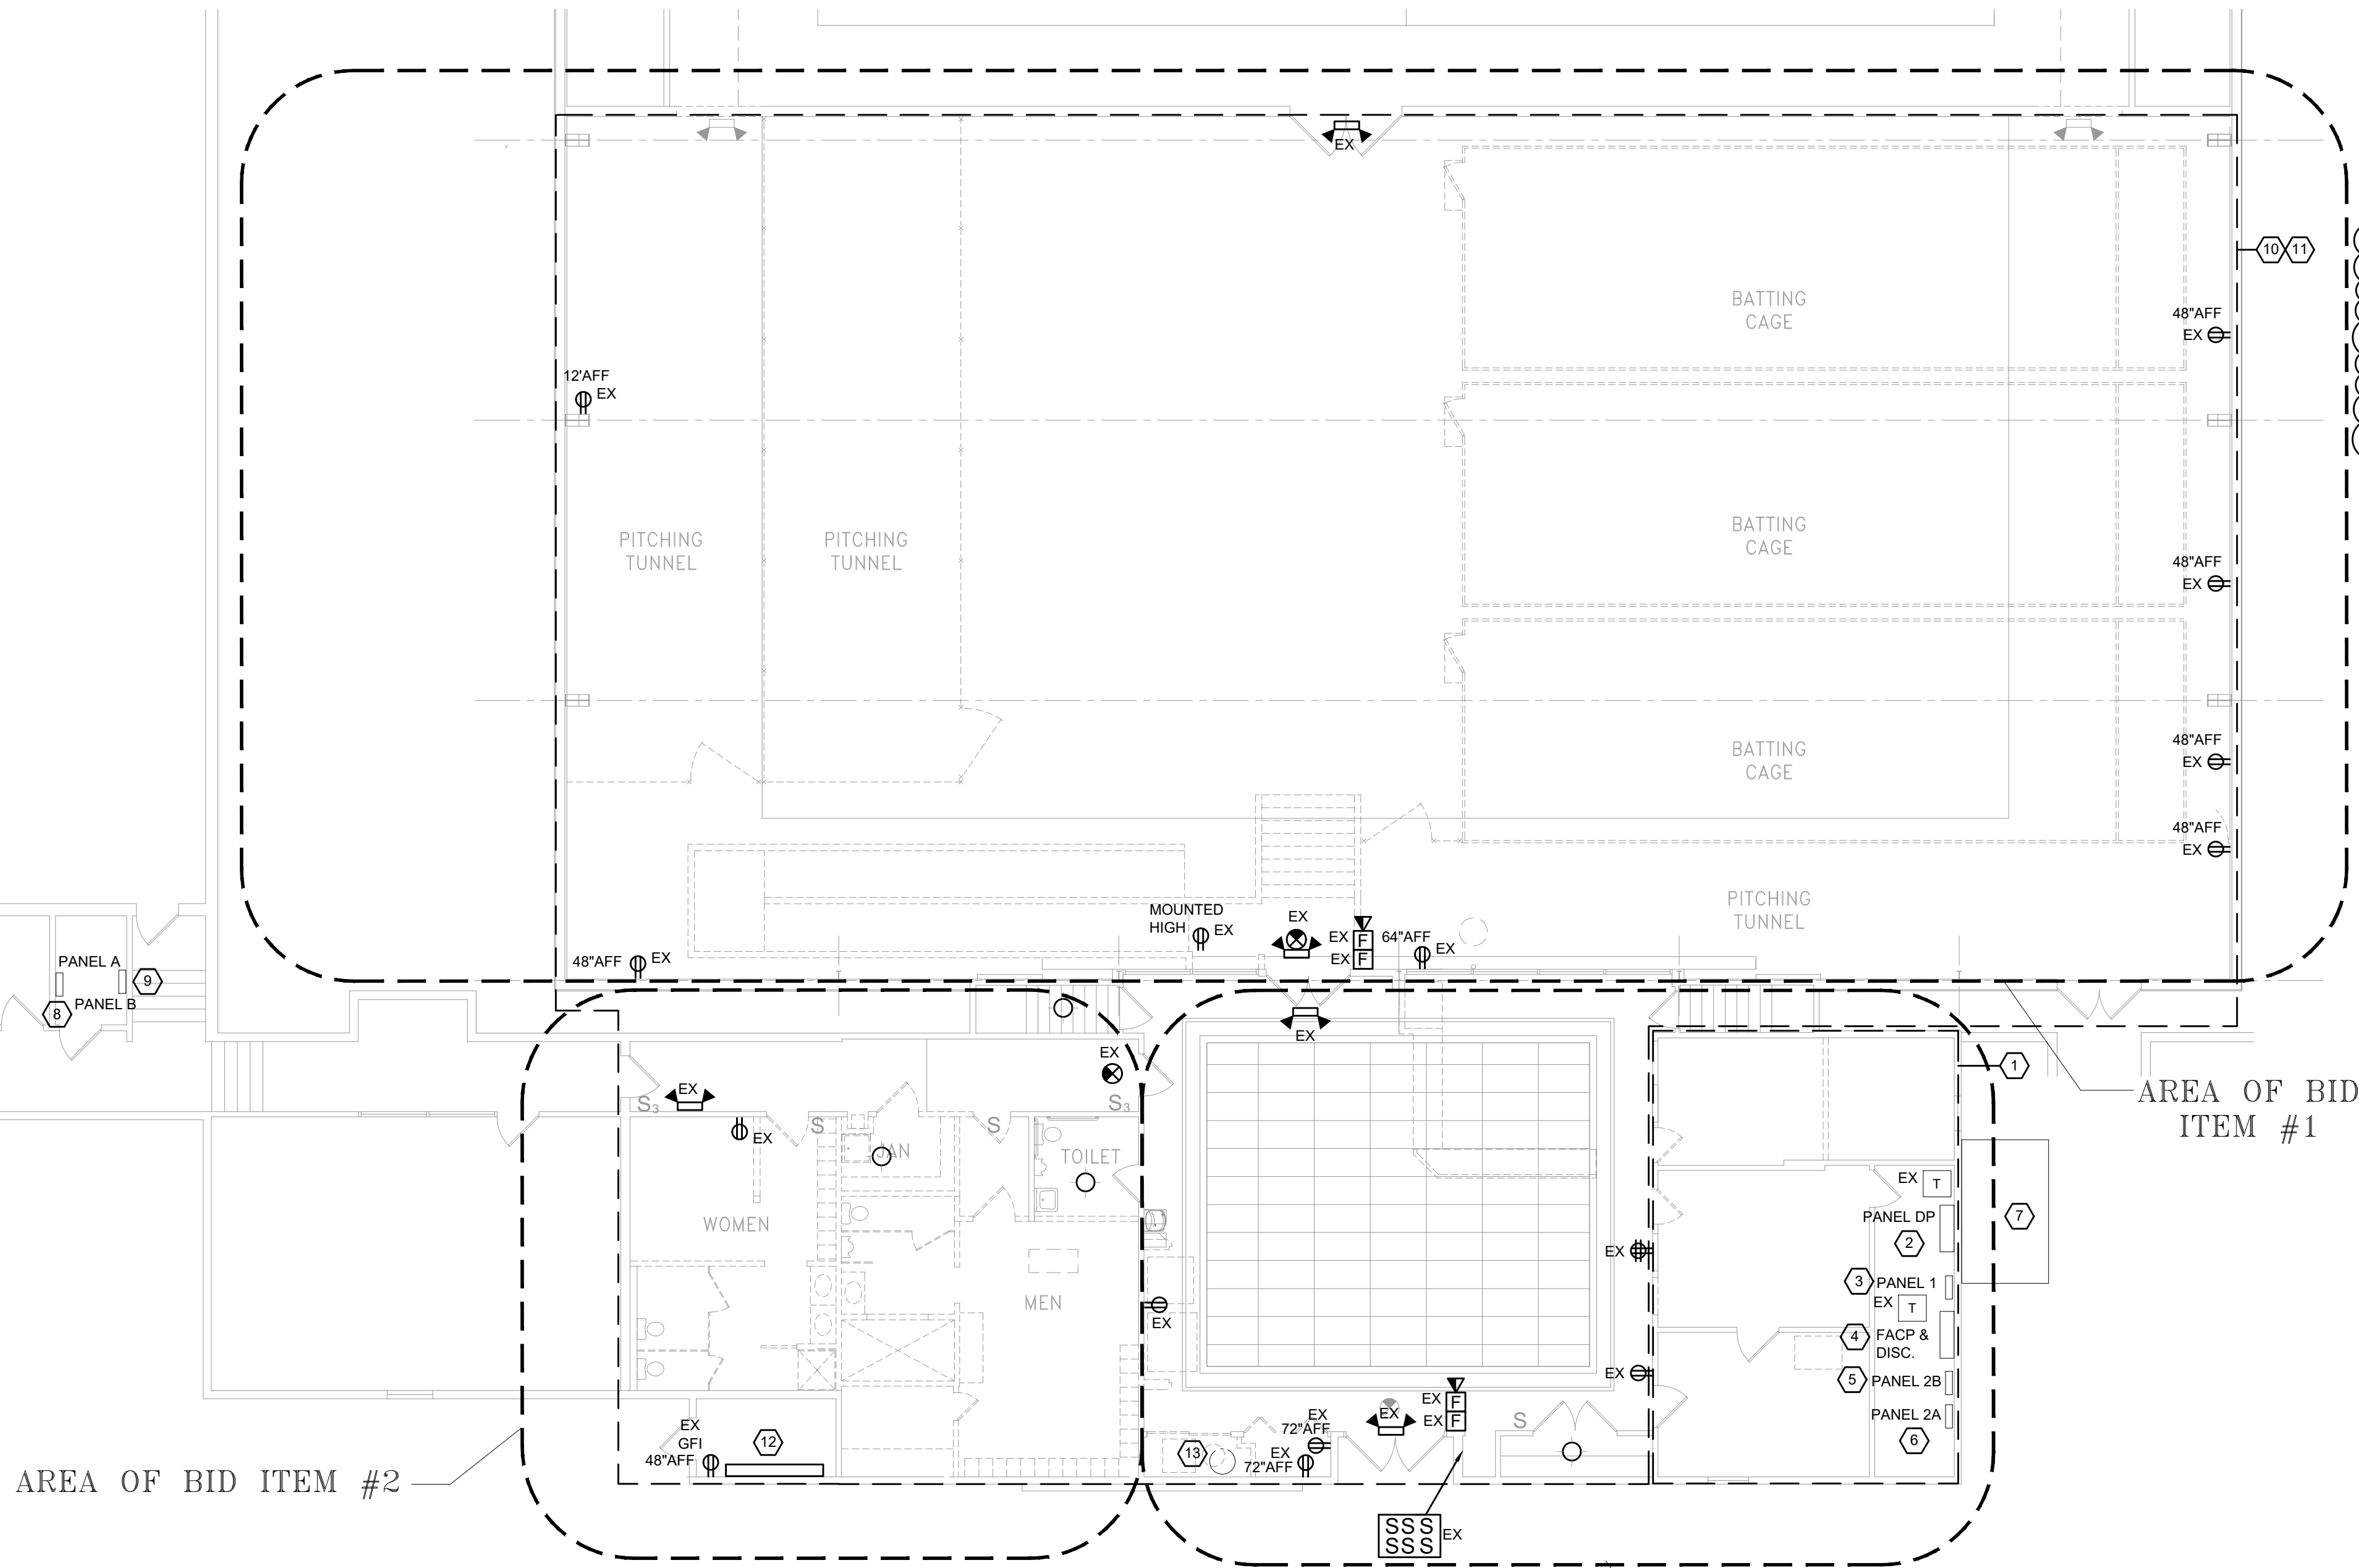 EX
10
11
BATTING
CAGE
48"AFF
EX
12'AFF
EX
PITCHING
TUNNEL
PITCHING
TUNNEL
BATTING
CAGE
48"AFF
EX
BATTING
CAGE
48"AFF
EX
48"AFF
EX
PITCHING
TUNNEL
MOUNTED
HIGH
EX
EX
EX
F
EX
F
64"AFF
EX
48"AFF
EX
PANEL A
9
PANEL B
8
EX
EX
1
AREA OF BID
ITEM #1
EX
S3
S3
EX
S
S
JAN
TOILET
WOMEN
MEN
EX
T
PANEL DP
2
7
EX
3
PANEL 1
EX
T
4
FACP &
DISC.
EX
EX
5
PANEL 2B
PANEL 2A
6
EX
F
EX
F
EX
S
EX
72"AFF
EX
72"AFF
13
EX
GFI
48"AFF
12
AREA OF BID ITEM #2
SSS
SSS
EX